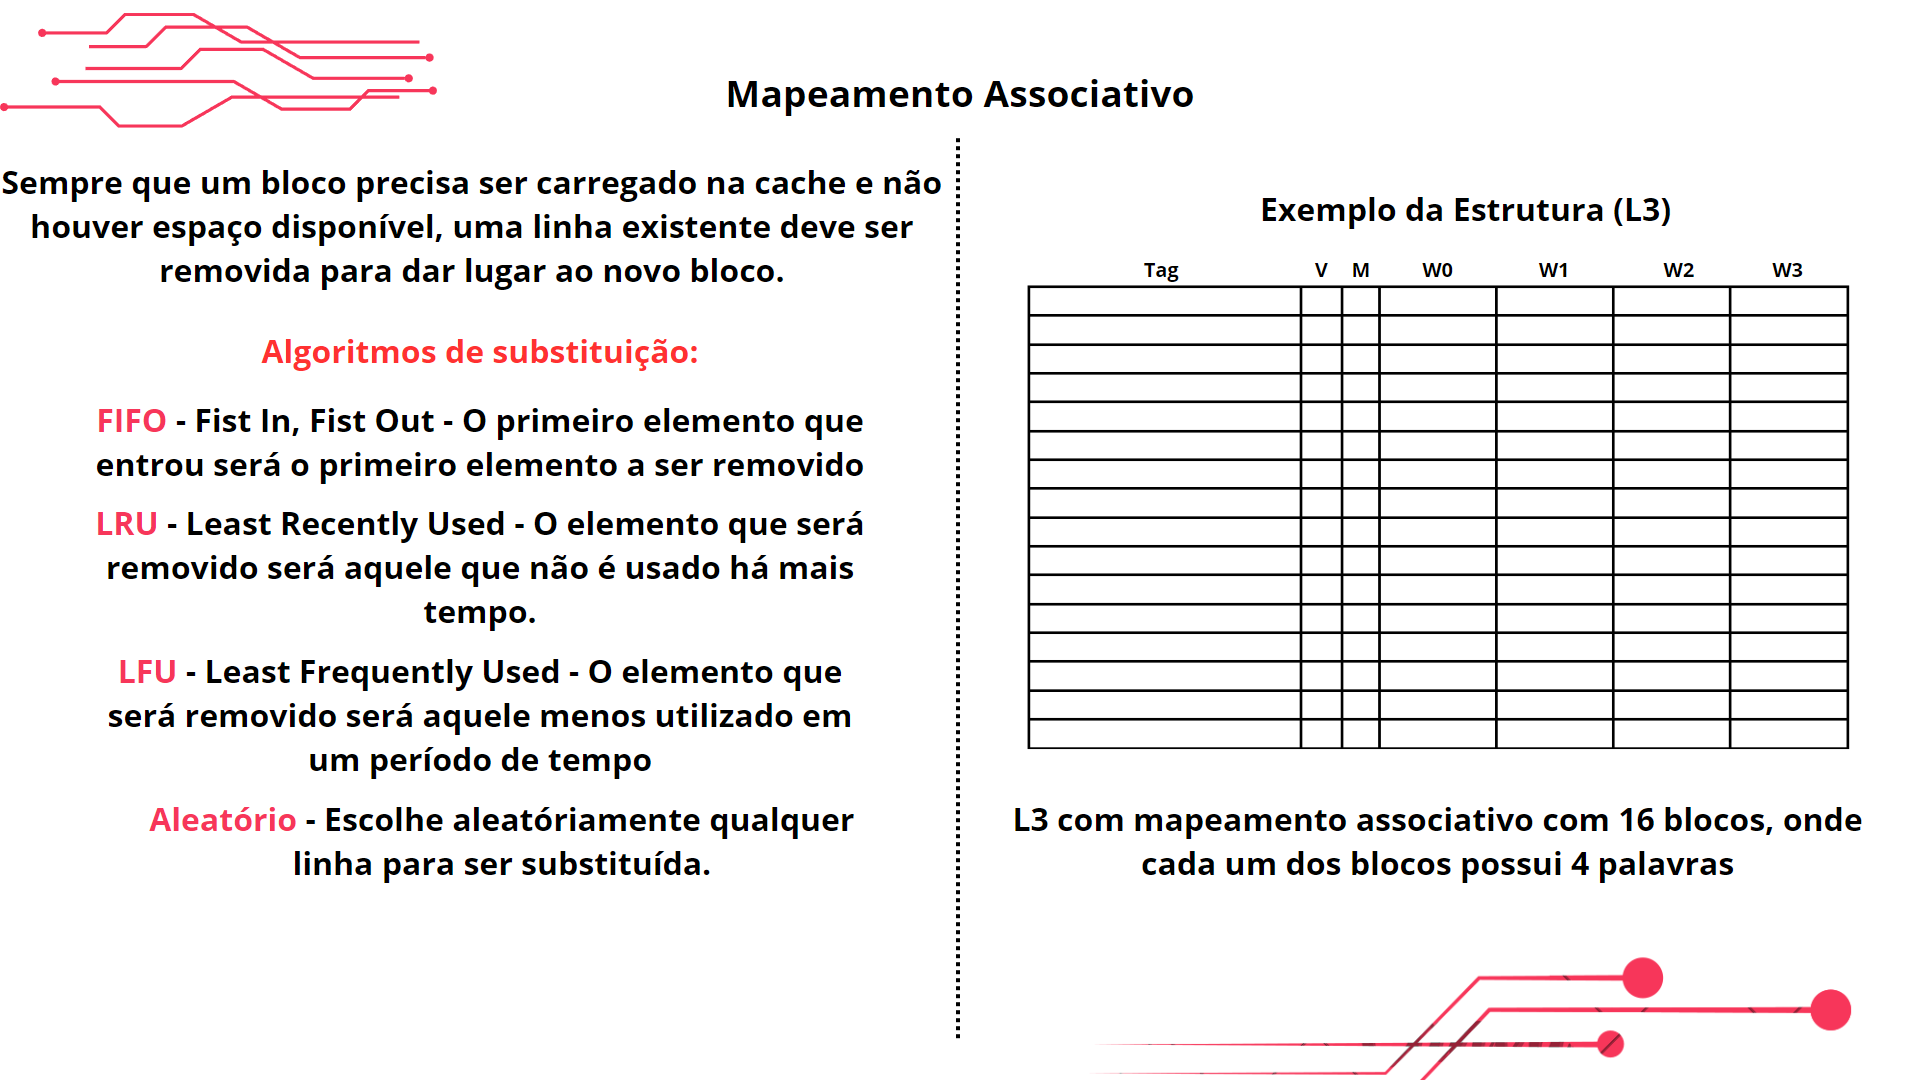 Mapeamento Associativo
Sempre que um bloco precisa ser carregado na cache e não
houver espaço disponível, uma linha existente deve ser
removida para dar lugar ao novo bloco.
Algoritmos de substituição:
FIFO - Fist In, Fist Out - O primeiro elemento que
entrou será o primeiro elemento a ser removido
LRU - Least Recently Used - O elemento que será
removido será aquele que não é usado há mais
tempo.
LFU - Least Frequently Used - O elemento que
será removido será aquele menos utilizado em
um período de tempo
Aleatório - Escolhe aleatóriamente qualquer
linha para ser substituída.
Exemplo da Estrutura (L3)
Tag V M W0 W1 W2 W3
L3 com mapeamento associativo com 16 blocos, onde
cada um dos blocos possui 4 palavras